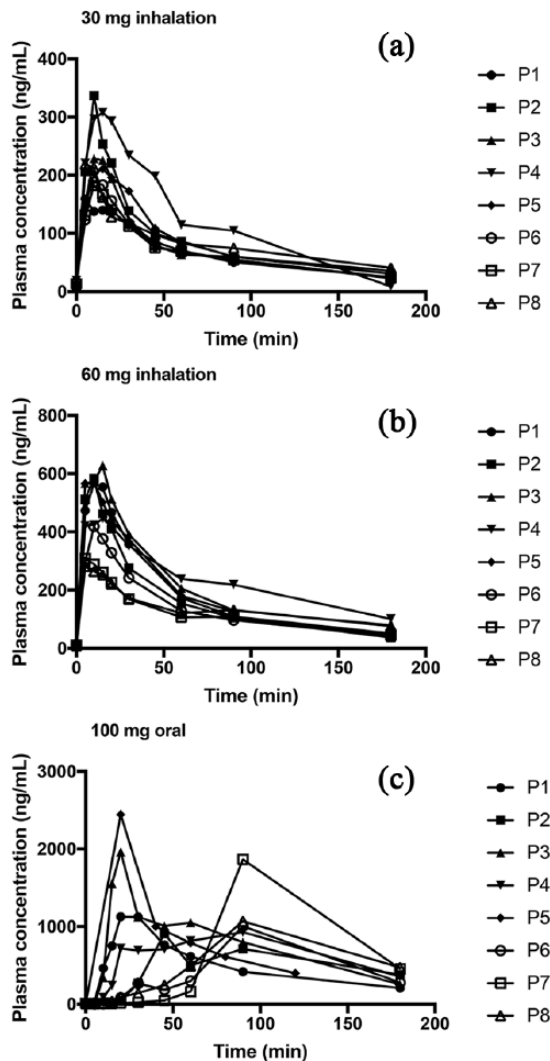 30 mg inhalation
(a)
Plasma concentration (ng/mL)
400
300
200
100
0
0 50 100 150 200
Time (min)
P1
P2
P3
P4
P5
P6
P7
P8
60 mg inhalation
(b)
Plasma concentration (ng/mL)
800
600
400
200
0
0 50 100 150 200
Time (min)
P1
P2
P3
P4
P5
P6
P7
P8
100 mg oral
(c)
Plasma concentration (ng/mL)
3000
2000
1000
0
0 50 100 150 200
Time (min)
P1
P2
P3
P4
P5
P6
P7
P8